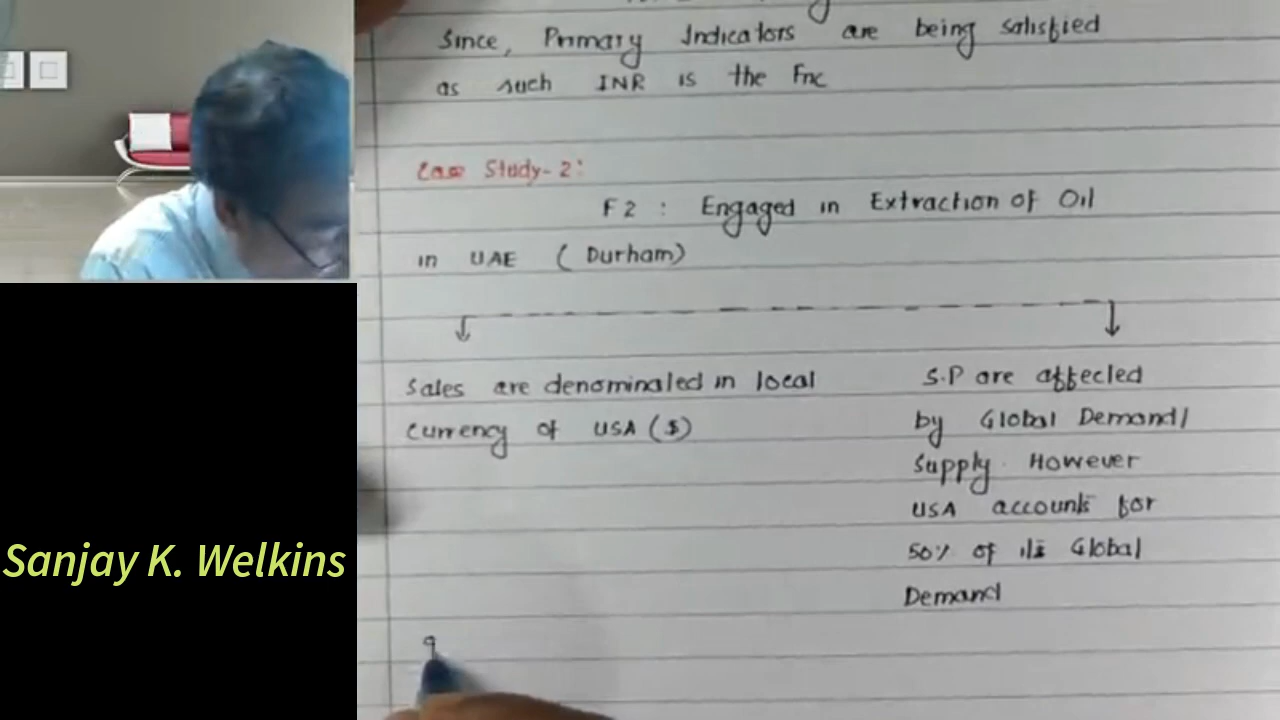 Since, Primary Indicators are being satisfied
as such INR is the Fnc
Case Study-2:
F2 : Engaged in Extraction of Oil
in UAE ( Durham)
Sales are denominated in local
currency of USA ($)
S.P are affected
by Global Demand/
Supply. However
USA accounts for
50% of its Global
Demand
Sanjay K. Welkins